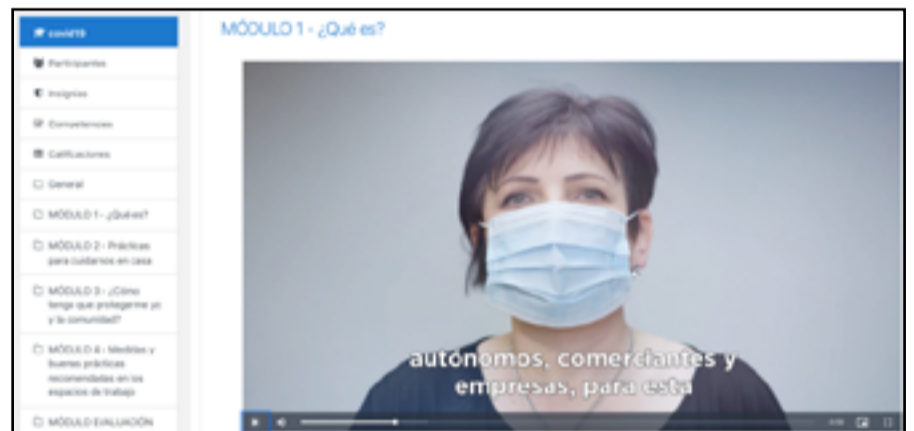 covid19
Participantes
Insignias
Competencias
Calificaciones
General
MÓDULO 1 - ¿Qué es?
MÓDULO 2 - Prácticas
para cuidarnos en casa
MÓDULO 3 - ¿Cómo
tengo que protegerme yo
y la comunidad?
MÓDULO 4 - Medidas y
buenas prácticas
recomendadas en los
espacios de trabajo
MÓDULO EVALUACIÓN
MÓDULO 1 - ¿Qué es?
autónomos, comerciantes y
empresas, para esta